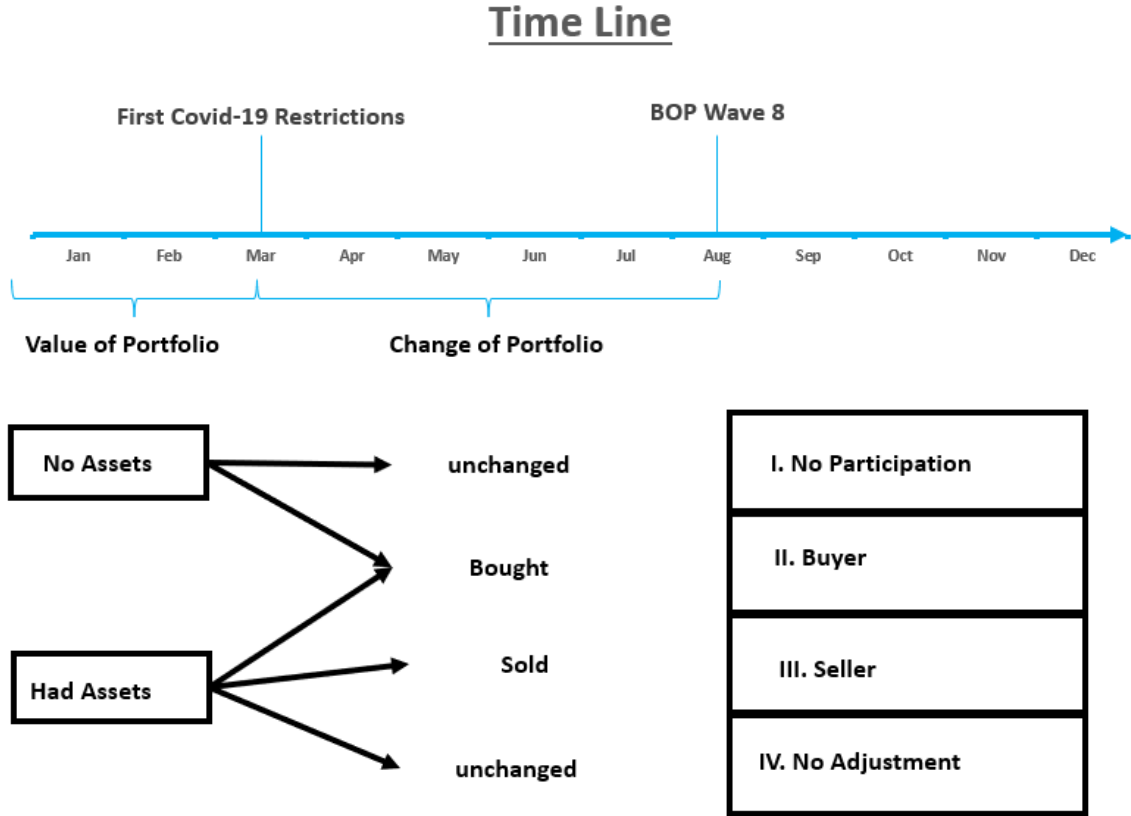 Time Line
First Covid-19 Restrictions
BOP Wave 8
Jan Feb Mar Apr May Jun Jul Aug Sep Oct Nov Dec
Value of Portfolio
Change of Portfolio
No Assets
unchanged
I. No Participation
Bought
II. Buyer
Had Assets
Sold
III. Seller
unchanged
IV. No Adjustment